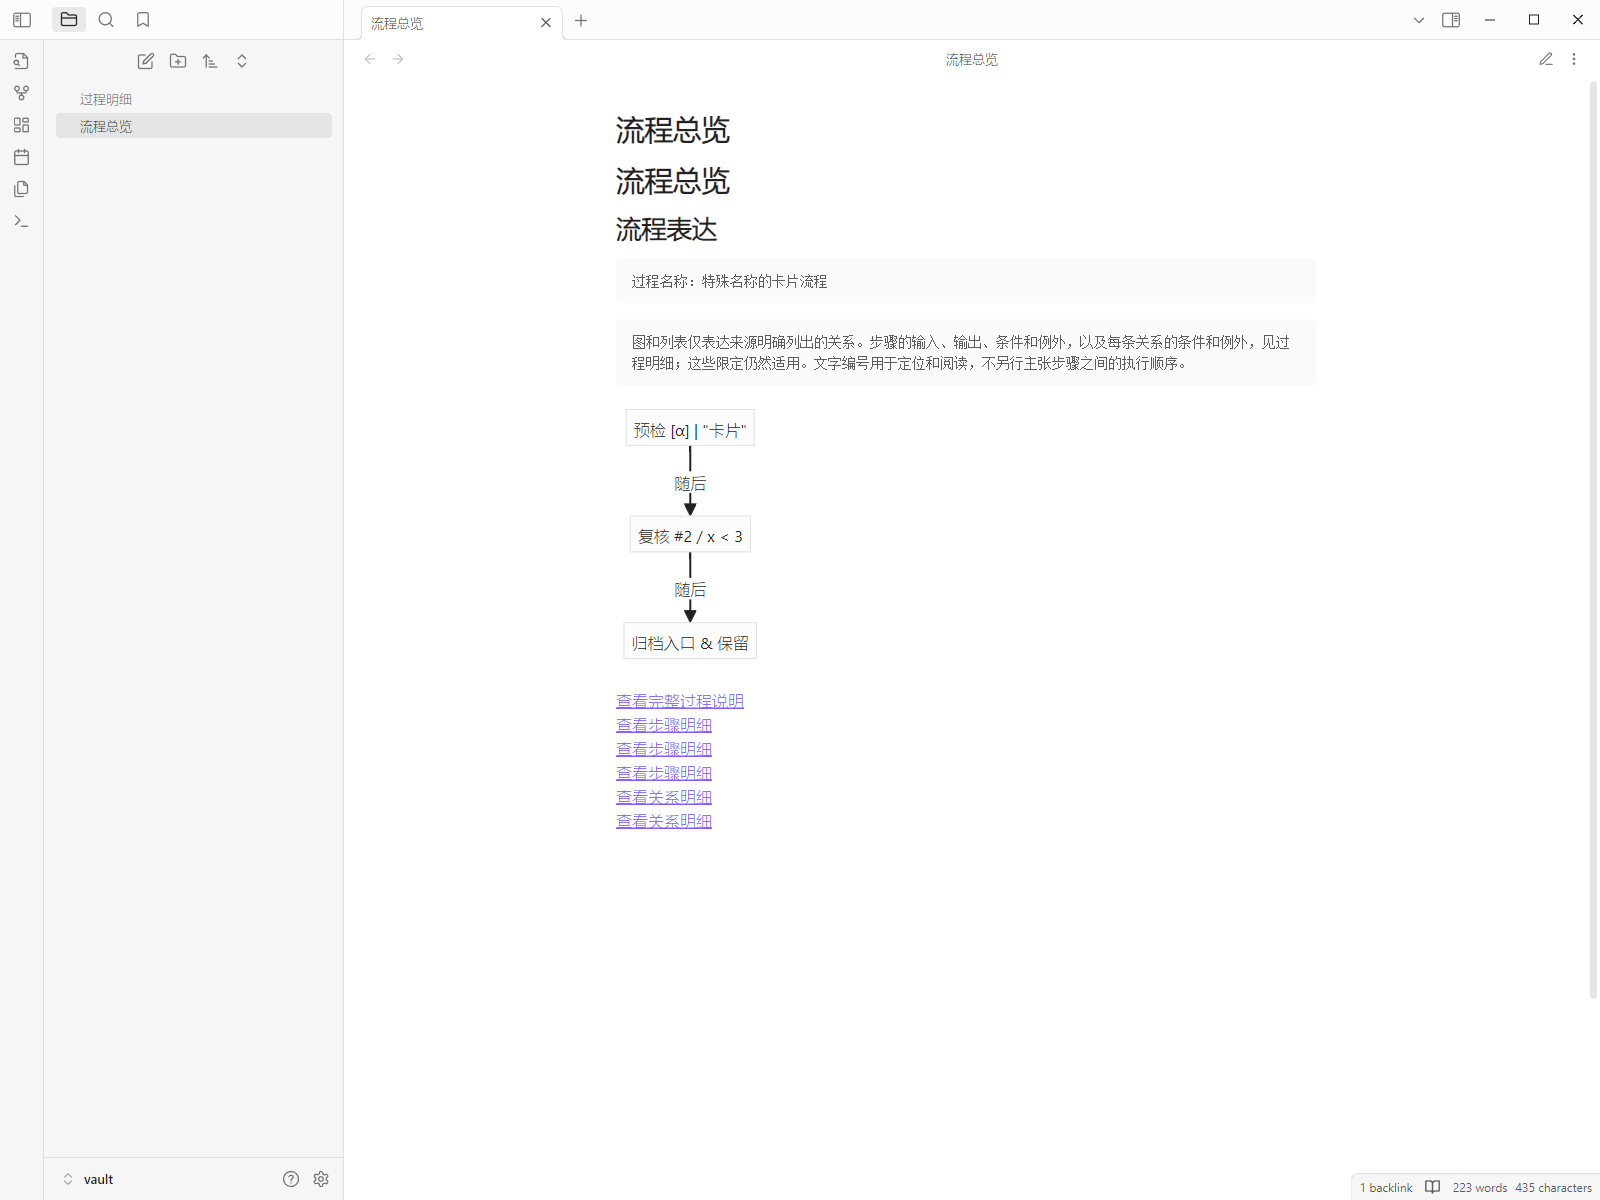 流程总览
流程总览
过程明细
流程总览
流程总览
流程总览
流程表达
过程名称：特殊名称的卡片流程
图和列表仅表达来源明确列出的关系。步骤的输入、输出、条件和例外，以及每条关系的条件和例外，见过
程明细；这些限定仍然适用。文字编号用于定位和阅读，不另行主张步骤之间的执行顺序。
预检 [α] | "卡片"
随后
复核 #2 / x < 3
随后
归档入口 & 保留
查看完整过程说明
查看步骤明细
查看步骤明细
查看步骤明细
查看关系明细
查看关系明细
vault
1 backlink 223 words 435 characters